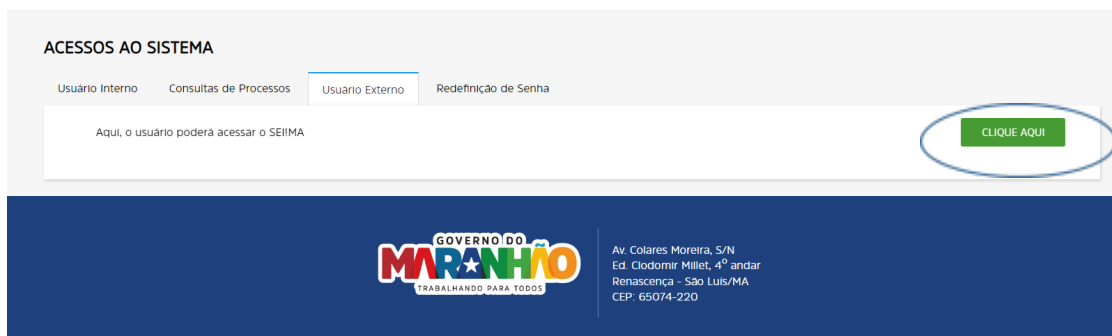 ACESSOS AO SISTEMA
Usuário Interno Consultas de Processos Usuário Externo Redefinição de Senha
Aqui, o usuário poderá acessar o SEI!MA CLIQUE AQUI
GOVERNO DO
MARANHÃO
TRABALHANDO PARA TODOS
Av. Colares Moreira, S/N
Ed. Clodomir Millet, 4º andar
Renascença - São Luís/MA
CEP: 65074-220